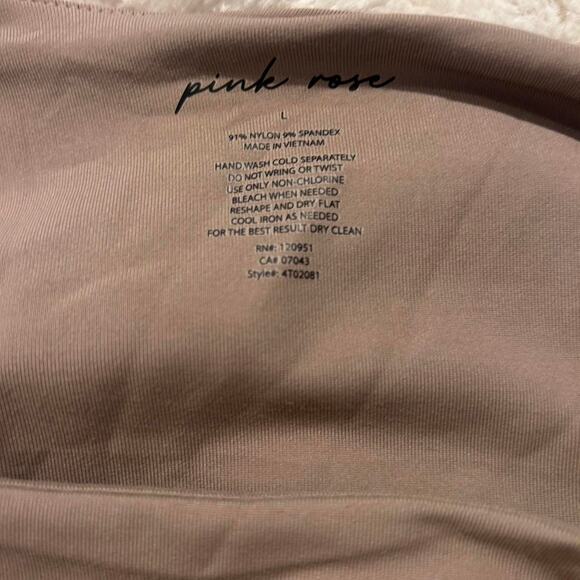 pink rose
L
91% NYLON 9% SPANDEX
MADE IN VIETNAM
HAND WASH COLD SEPARATELY
DO NOT WRING OR TWIST
USE ONLY NON-CHLORINE
BLEACH WHEN NEEDED
RESHAPE AND DRY FLAT
COOL IRON AS NEEDED
FOR THE BEST RESULT DRY CLEAN
RN#: 120951
CA# 07043
Style#: 4T02081